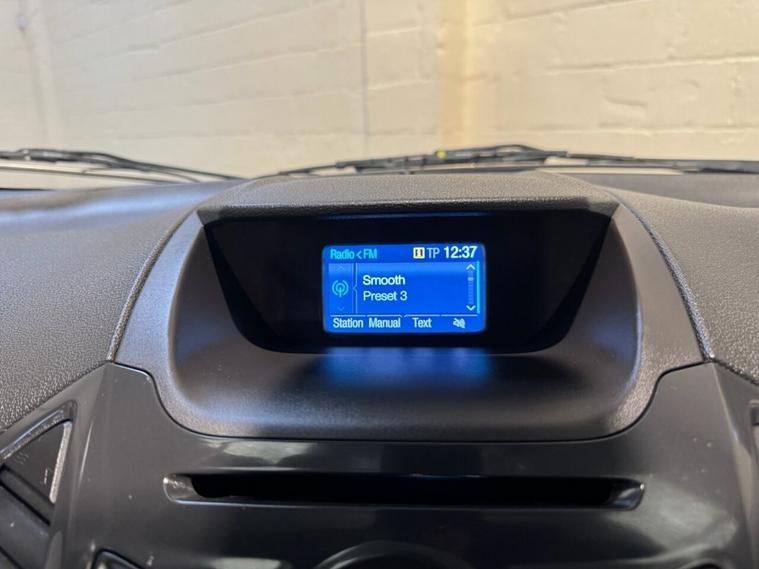 Radio < FM TP 12:37
Smooth
Preset 3
Station Manual Text